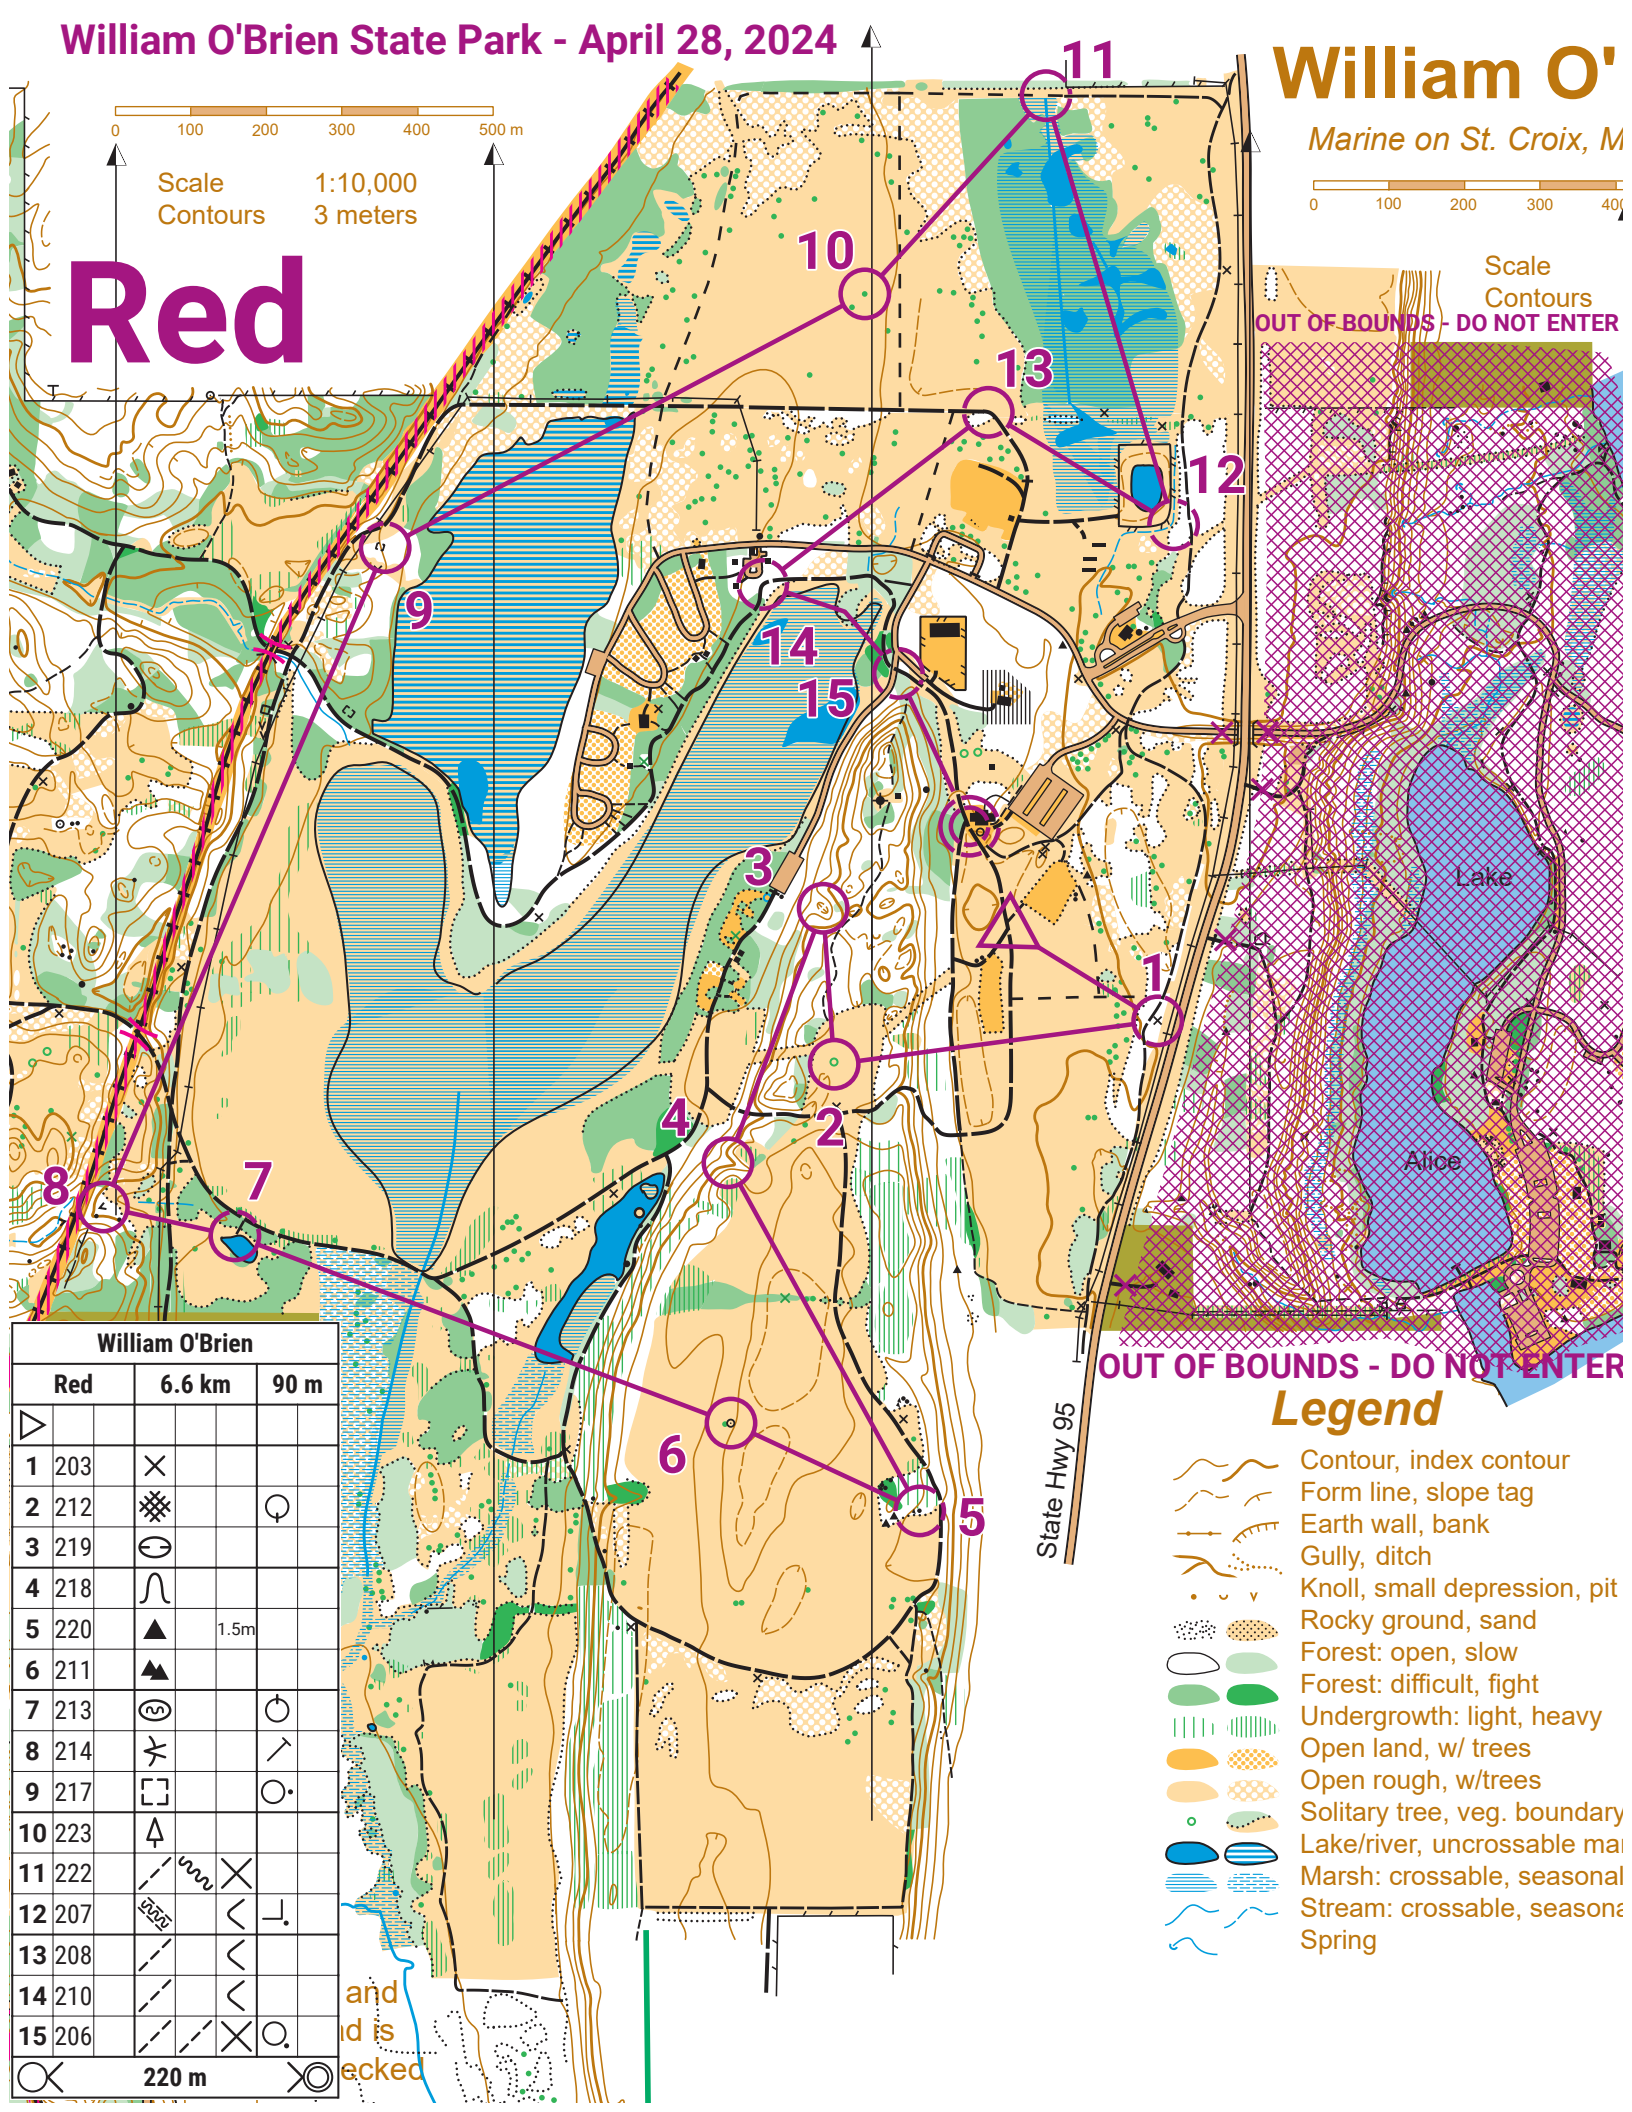 William O'Brien State Park - April 28, 2024
William O'
Marine on St. Croix, M
0 100 200 300 400 500 m
Scale 1:10,000
Contours 3 meters
Red
0 100 200 300 400
Scale
Contours
OUT OF BOUNDS - DO NOT ENTER
11
10
13
12
9
14
15
3
1
4
2
8
7
6
5
Lake
Alice
OUT OF BOUNDS - DO NOT ENTER
State Hwy 95
William O'Brien
Red 6.6 km 90 m
1 203
2 212
3 219
4 218
5 220 1.5m
6 211
7 213
8 214
9 217
10 223
11 222
12 207
13 208
14 210
15 206
220 m
and
d is
ecked
Legend
Contour, index contour
Form line, slope tag
Earth wall, bank
Gully, ditch
Knoll, small depression, pit
Rocky ground, sand
Forest: open, slow
Forest: difficult, fight
Undergrowth: light, heavy
Open land, w/ trees
Open rough, w/trees
Solitary tree, veg. boundary
Lake/river, uncrossable mar
Marsh: crossable, seasonal
Stream: crossable, seasona
Spring